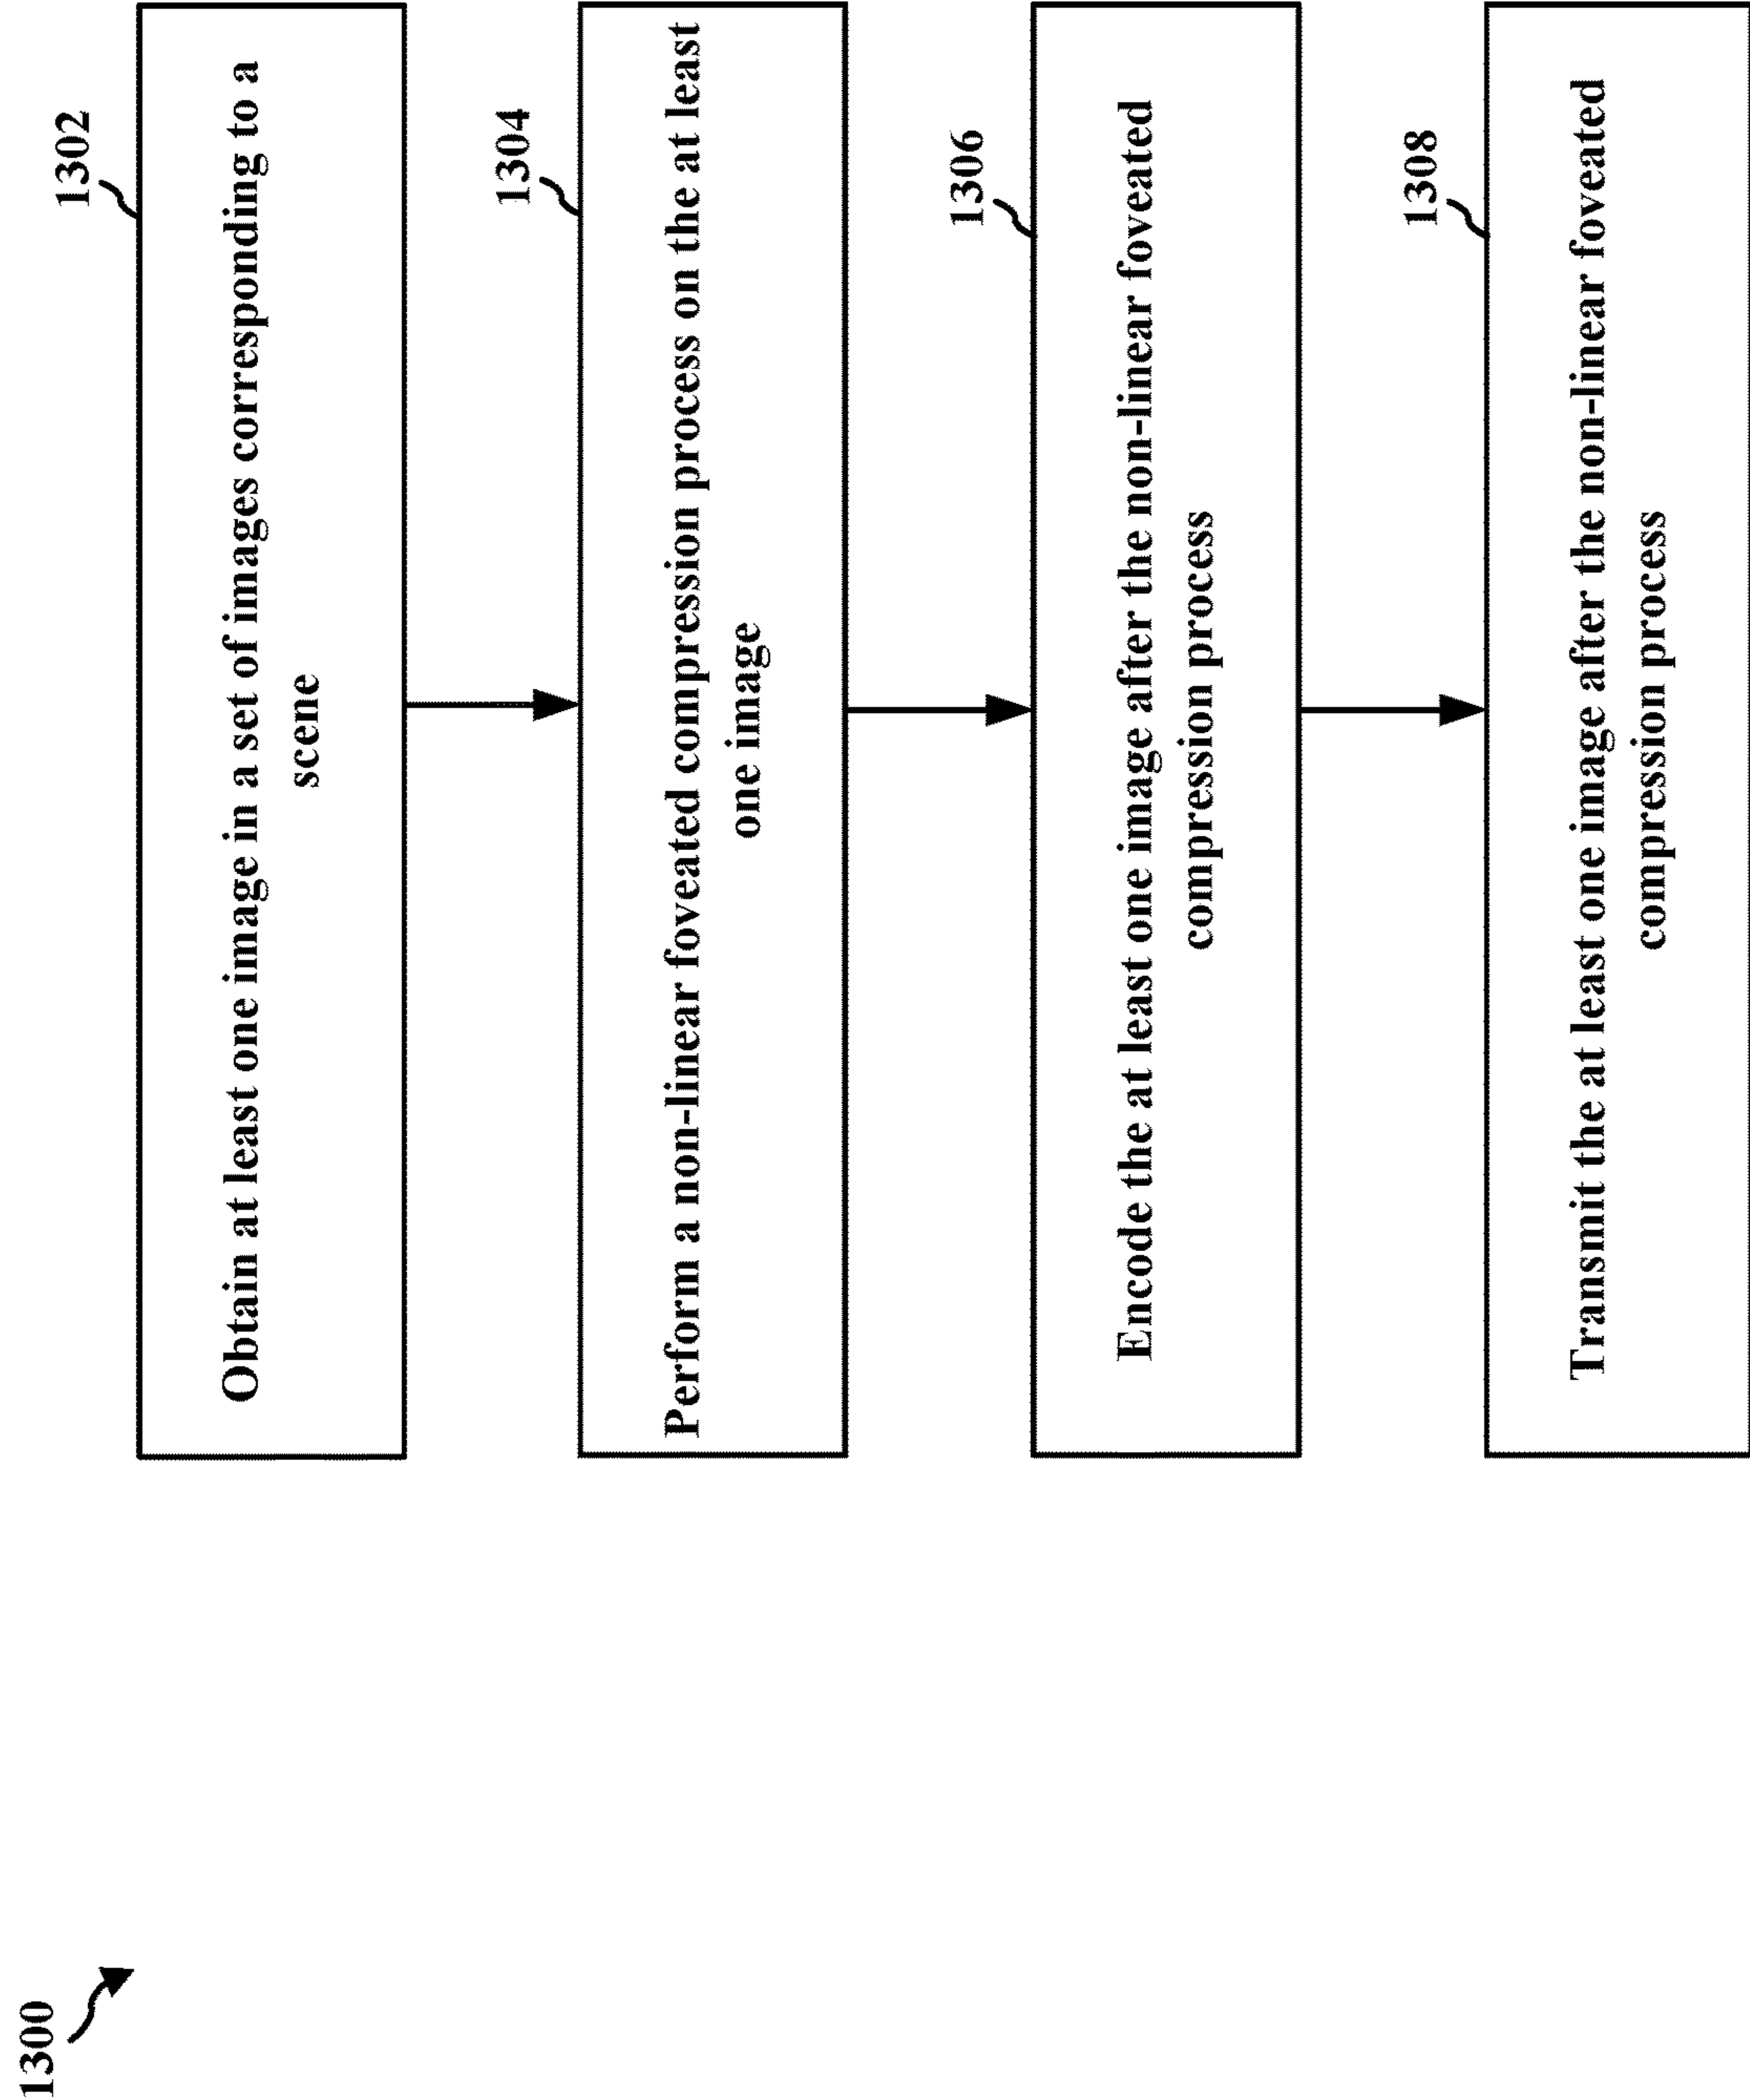 1300
1302
Obtain at least one image in a set of images corresponding to a
scene
1304
Perform a non-linear foveated compression process on the at least
one image
1306
Encode the at least one image after the non-linear foveated
compression process
1308
Transmit the at least one image after the non-linear foveated
compression process